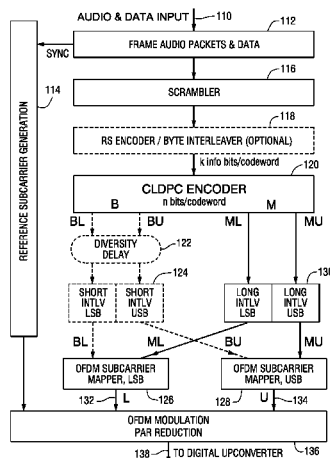 AUDIO & DATA INPUT
110
112
FRAME AUDIO PACKETS & DATA
SYNC
114
116
SCRAMBLER
118
RS ENCODER / BYTE INTERLEAVER (OPTIONAL)
k info bits/codeword
120
CLDPC ENCODER
B n bits/codeword M
BL BU ML MU
DIVERSITY
DELAY
122
124
130
SHORT
INTLV
LSB
SHORT
INTLV
USB
LONG
INTLV
LSB
LONG
INTLV
USB
BL ML BU MU
OFDM SUBCARRIER
MAPPER, LSB
OFDM SUBCARRIER
MAPPER, USB
132 L 126
128 U 134
OFDM MODULATION
PAR REDUCTION
136
138 TO DIGITAL UPCONVERTER
REFERENCE SUBCARRIER GENERATION